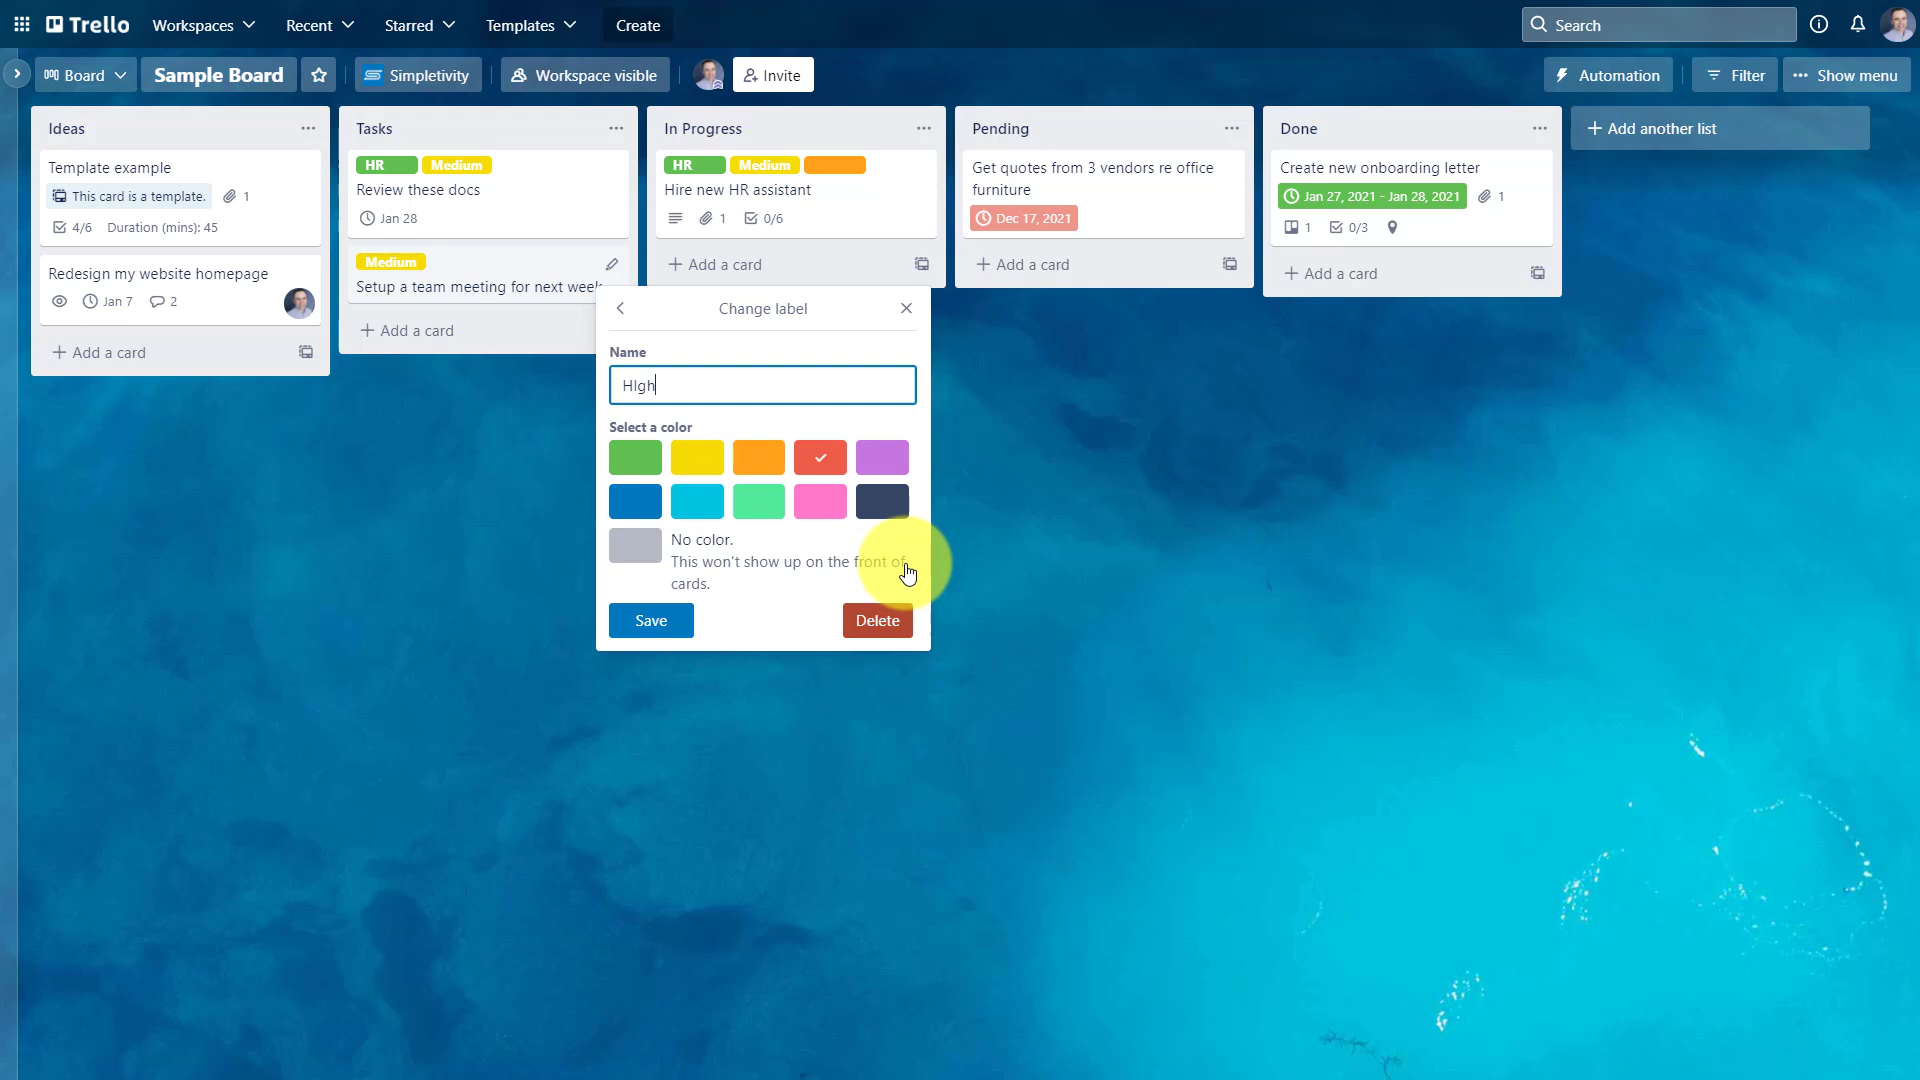 Trello
Workspaces
Recent
Starred
Templates
Create
Search
Board
Sample Board
Simpletivity
Workspace visible
Invite
Automation
Filter
Show menu
Ideas
Template example
This card is a template.
1
4/6
Duration (mins): 45
Redesign my website homepage
Jan 7
2
Add a card
Tasks
HR
Medium
Review these docs
Jan 28
Medium
Setup a team meeting for next week
Add a card
In Progress
HR
Medium
Hire new HR assistant
1
0/6
Add a card
Pending
Get quotes from 3 vendors re office
furniture
Dec 17, 2021
Add a card
Done
Create new onboarding letter
Jan 27, 2021 - Jan 28, 2021
1
1
0/3
Add a card
Add another list
Change label
Name
HIgh
Select a color
No color.
This won't show up on the front of
cards.
Save
Delete